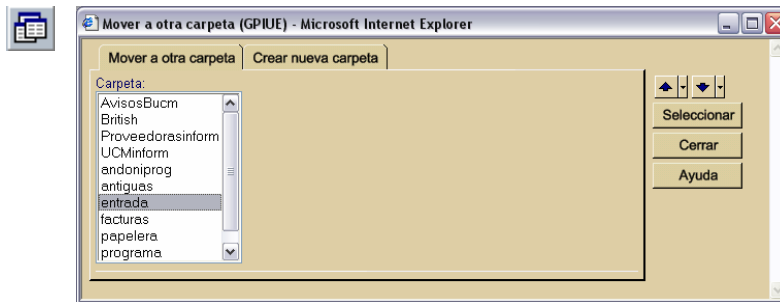 Mover a otra carpeta (GPIUE) - Microsoft Internet Explorer
Mover a otra carpeta Crear nueva carpeta
Carpeta:
AvisosBucm
British
Proveedorasinform
UCMinform
andoniprog
antiguas
entrada
facturas
papelera
programa
Seleccionar
Cerrar
Ayuda